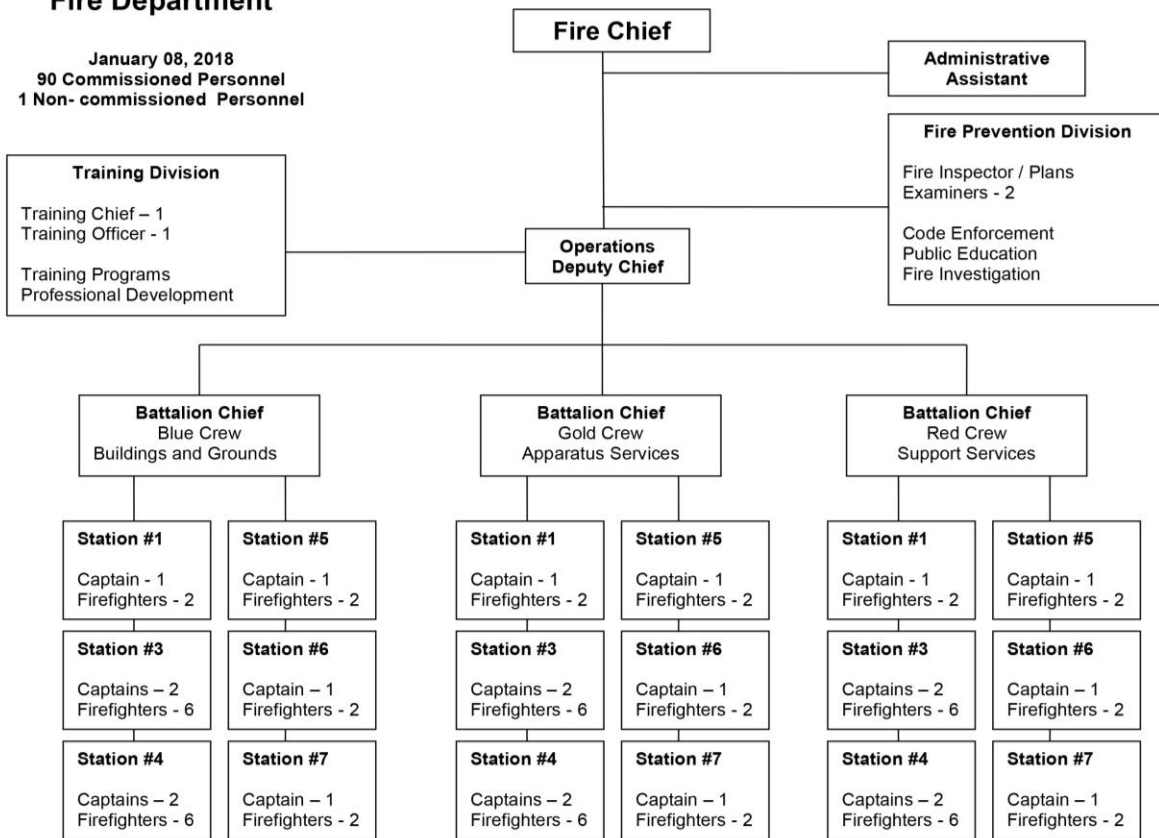 Fire Department
January 08, 2018
90 Commissioned Personnel
1 Non- commissioned  Personnel
Fire Chief
Administrative
Assistant
Fire Prevention Division
Fire Inspector / Plans
Examiners - 2
Code Enforcement
Public Education
Fire Investigation
Training Division
Training Chief – 1
Training Officer - 1
Training Programs
Professional Development
Operations
Deputy Chief
Battalion Chief
Blue Crew
Buildings and Grounds
Station #1
Captain - 1
Firefighters - 2
Station #5
Captain - 1
Firefighters - 2
Station #3
Captains – 2
Firefighters - 6
Station #6
Captain – 1
Firefighters - 2
Station #4
Captains – 2
Firefighters - 6
Station #7
Captain – 1
Firefighters - 2
Battalion Chief
Gold Crew
Apparatus Services
Station #1
Captain - 1
Firefighters - 2
Station #5
Captain - 1
Firefighters - 2
Station #3
Captains – 2
Firefighters - 6
Station #6
Captain – 1
Firefighters - 2
Station #4
Captains – 2
Firefighters - 6
Station #7
Captain – 1
Firefighters - 2
Battalion Chief
Red Crew
Support Services
Station #1
Captain - 1
Firefighters - 2
Station #5
Captain - 1
Firefighters - 2
Station #3
Captains – 2
Firefighters - 6
Station #6
Captain – 1
Firefighters - 2
Station #4
Captains – 2
Firefighters - 6
Station #7
Captain – 1
Firefighters - 2